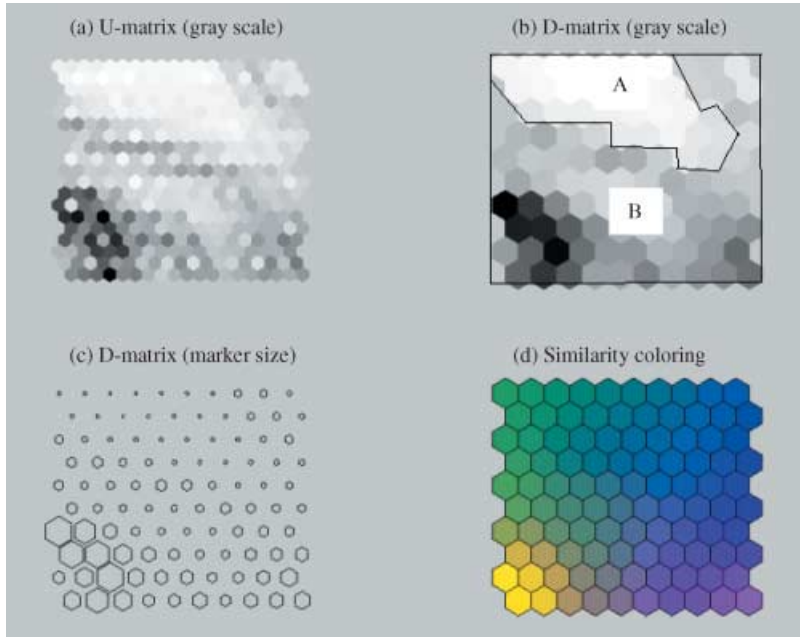 (a) U-matrix (gray scale)
(b) D-matrix (gray scale)
A
B
(c) D-matrix (marker size)
(d) Similarity coloring